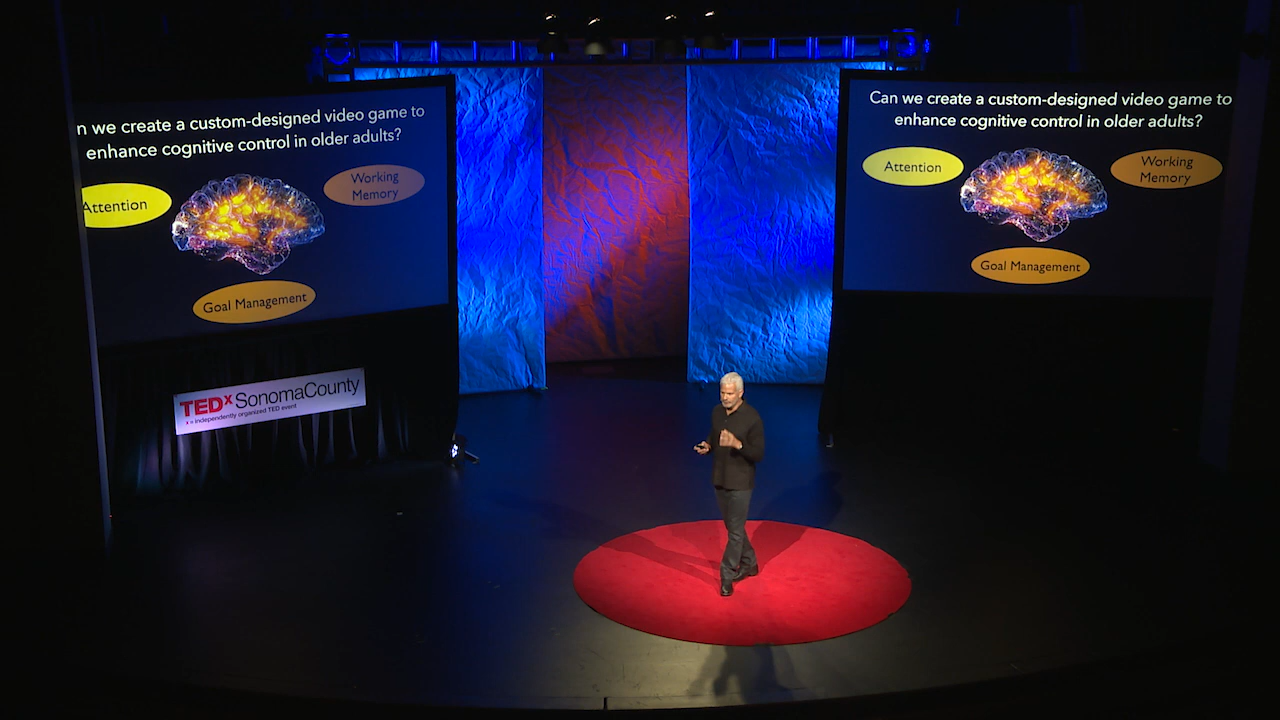 n we create a custom-designed video game to
enhance cognitive control in older adults?
Attention
Working
Memory
Goal Management
TEDx SonomaCounty
x = independently organized TED event
Can we create a custom-designed video game to
enhance cognitive control in older adults?
Attention
Working
Memory
Goal Management